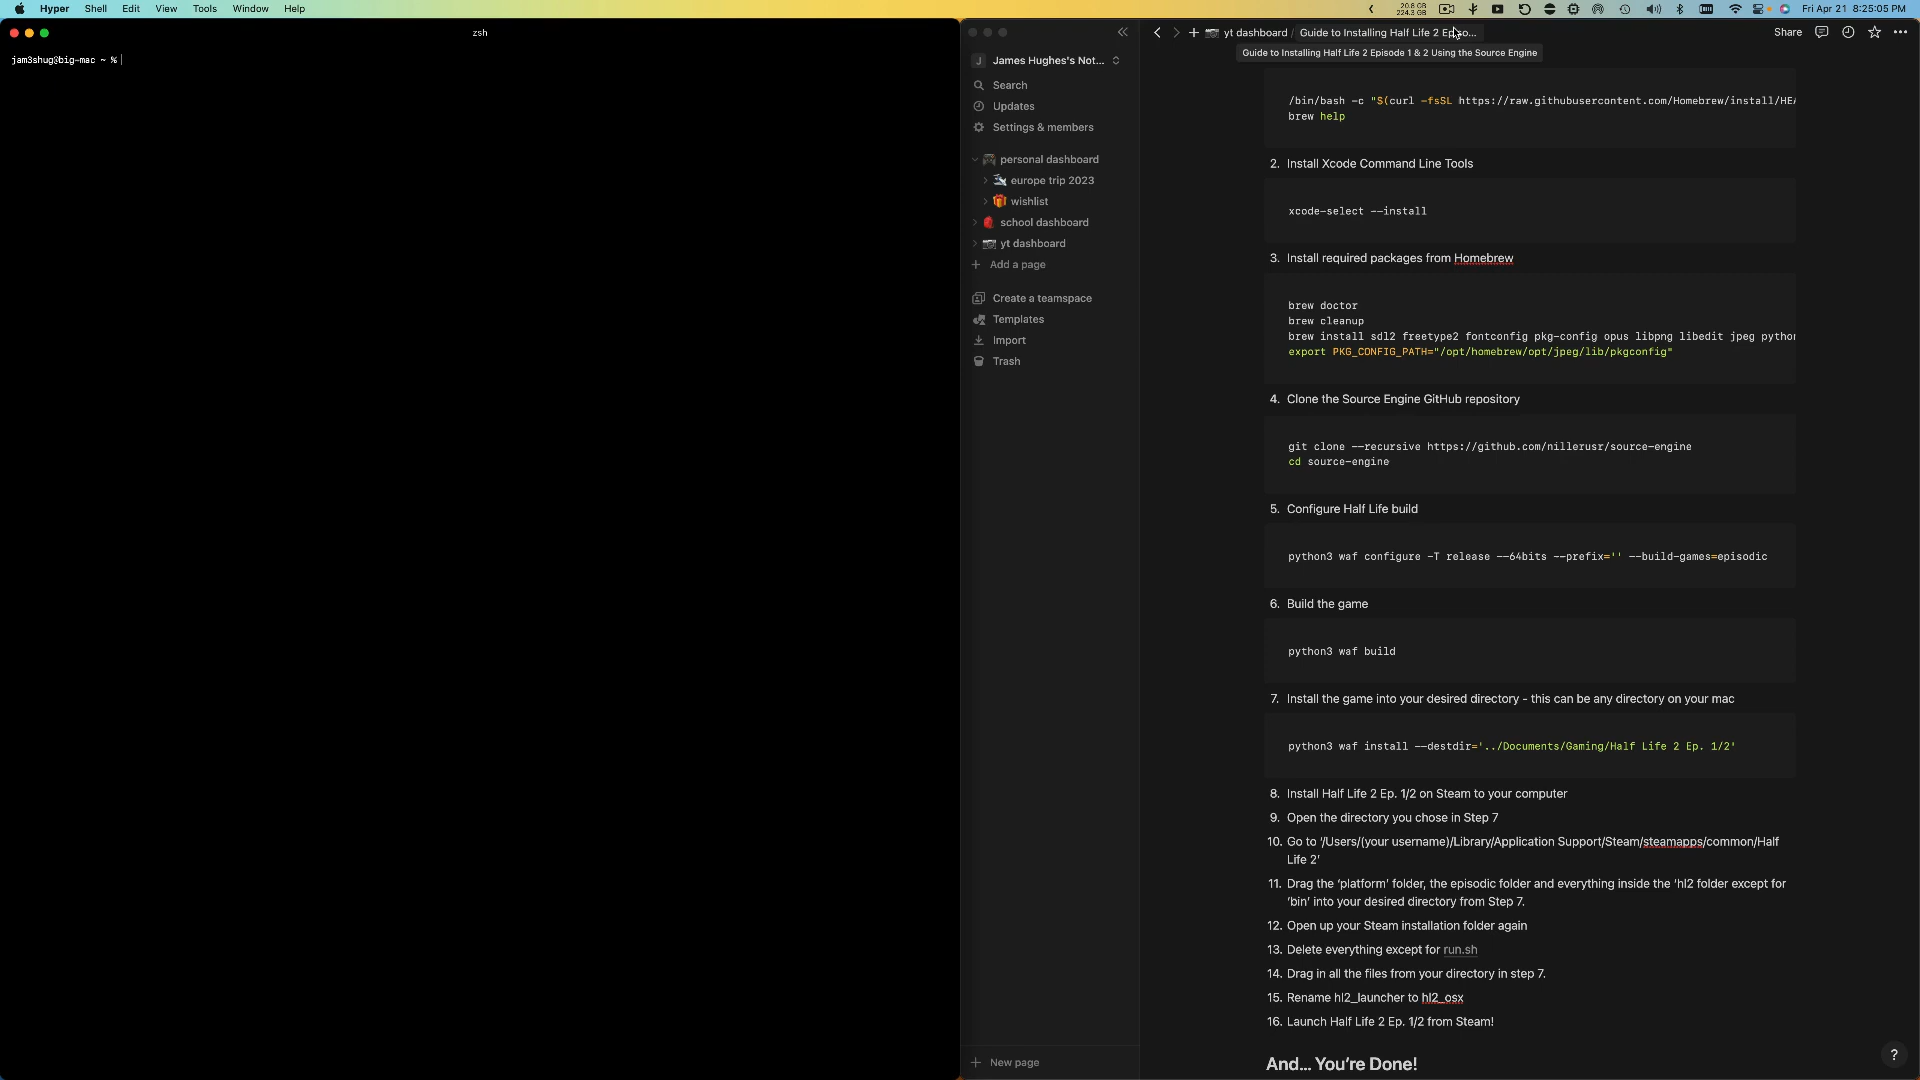 Hyper Shell Edit View Tools Window Help
20.8 GB
224.3 GB
Fri Apr 21 8:25:05 PM
zsh
jam3shug@big-mac ~ %
J James Hughes's Not...
Search
Updates
Settings & members
personal dashboard
europe trip 2023
wishlist
school dashboard
yt dashboard
Add a page
Create a teamspace
Templates
Import
Trash
New page
yt dashboard / Guide to Installing Half Life 2 Episo...
Share
Guide to Installing Half Life 2 Episode 1 & 2 Using the Source Engine
/bin/bash -c "$(curl -fsSL https://raw.githubusercontent.com/Homebrew/install/HEA
brew help
2. Install Xcode Command Line Tools
xcode-select --install
3. Install required packages from Homebrew
brew doctor
brew cleanup
brew install sdl2 freetype2 fontconfig pkg-config opus libpng libedit jpeg python
export PKG_CONFIG_PATH="/opt/homebrew/opt/jpeg/lib/pkgconfig"
4. Clone the Source Engine GitHub repository
git clone --recursive https://github.com/nillerusr/source-engine
cd source-engine
5. Configure Half Life build
python3 waf configure -T release --64bits --prefix='' --build-games=episodic
6. Build the game
python3 waf build
7. Install the game into your desired directory - this can be any directory on your mac
python3 waf install --destdir='../Documents/Gaming/Half Life 2 Ep. 1/2'
8. Install Half Life 2 Ep. 1/2 on Steam to your computer
9. Open the directory you chose in Step 7
10. Go to '/Users/(your username)/Library/Application Support/Steam/steamapps/common/Half
Life 2'
11. Drag the 'platform' folder, the episodic folder and everything inside the 'hl2 folder except for
'bin' into your desired directory from Step 7.
12. Open up your Steam installation folder again
13. Delete everything except for run.sh
14. Drag in all the files from your directory in step 7.
15. Rename hl2_launcher to hl2_osx
16. Launch Half Life 2 Ep. 1/2 from Steam!
And... You're Done!
?